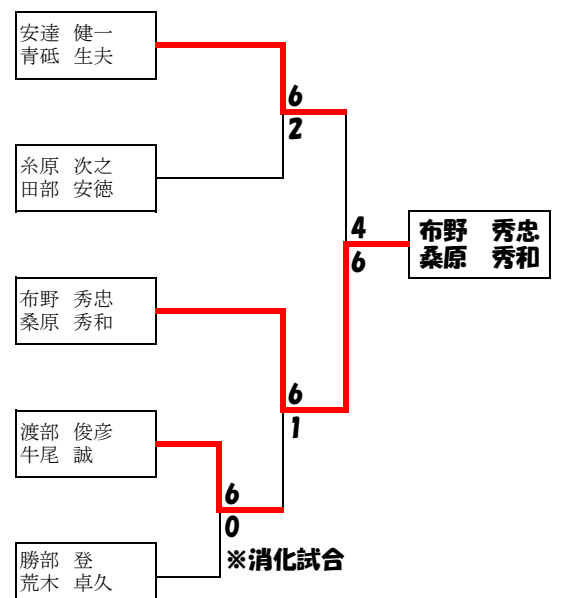 安達 健一
青砥 生夫
6
2
糸原 次之
田部 安徳
4
6
布野 秀忠
桑原 秀和
布野 秀忠
桑原 秀和
6
1
渡部 俊彦
牛尾 誠
6
0
※消化試合
勝部 登
荒木 卓久